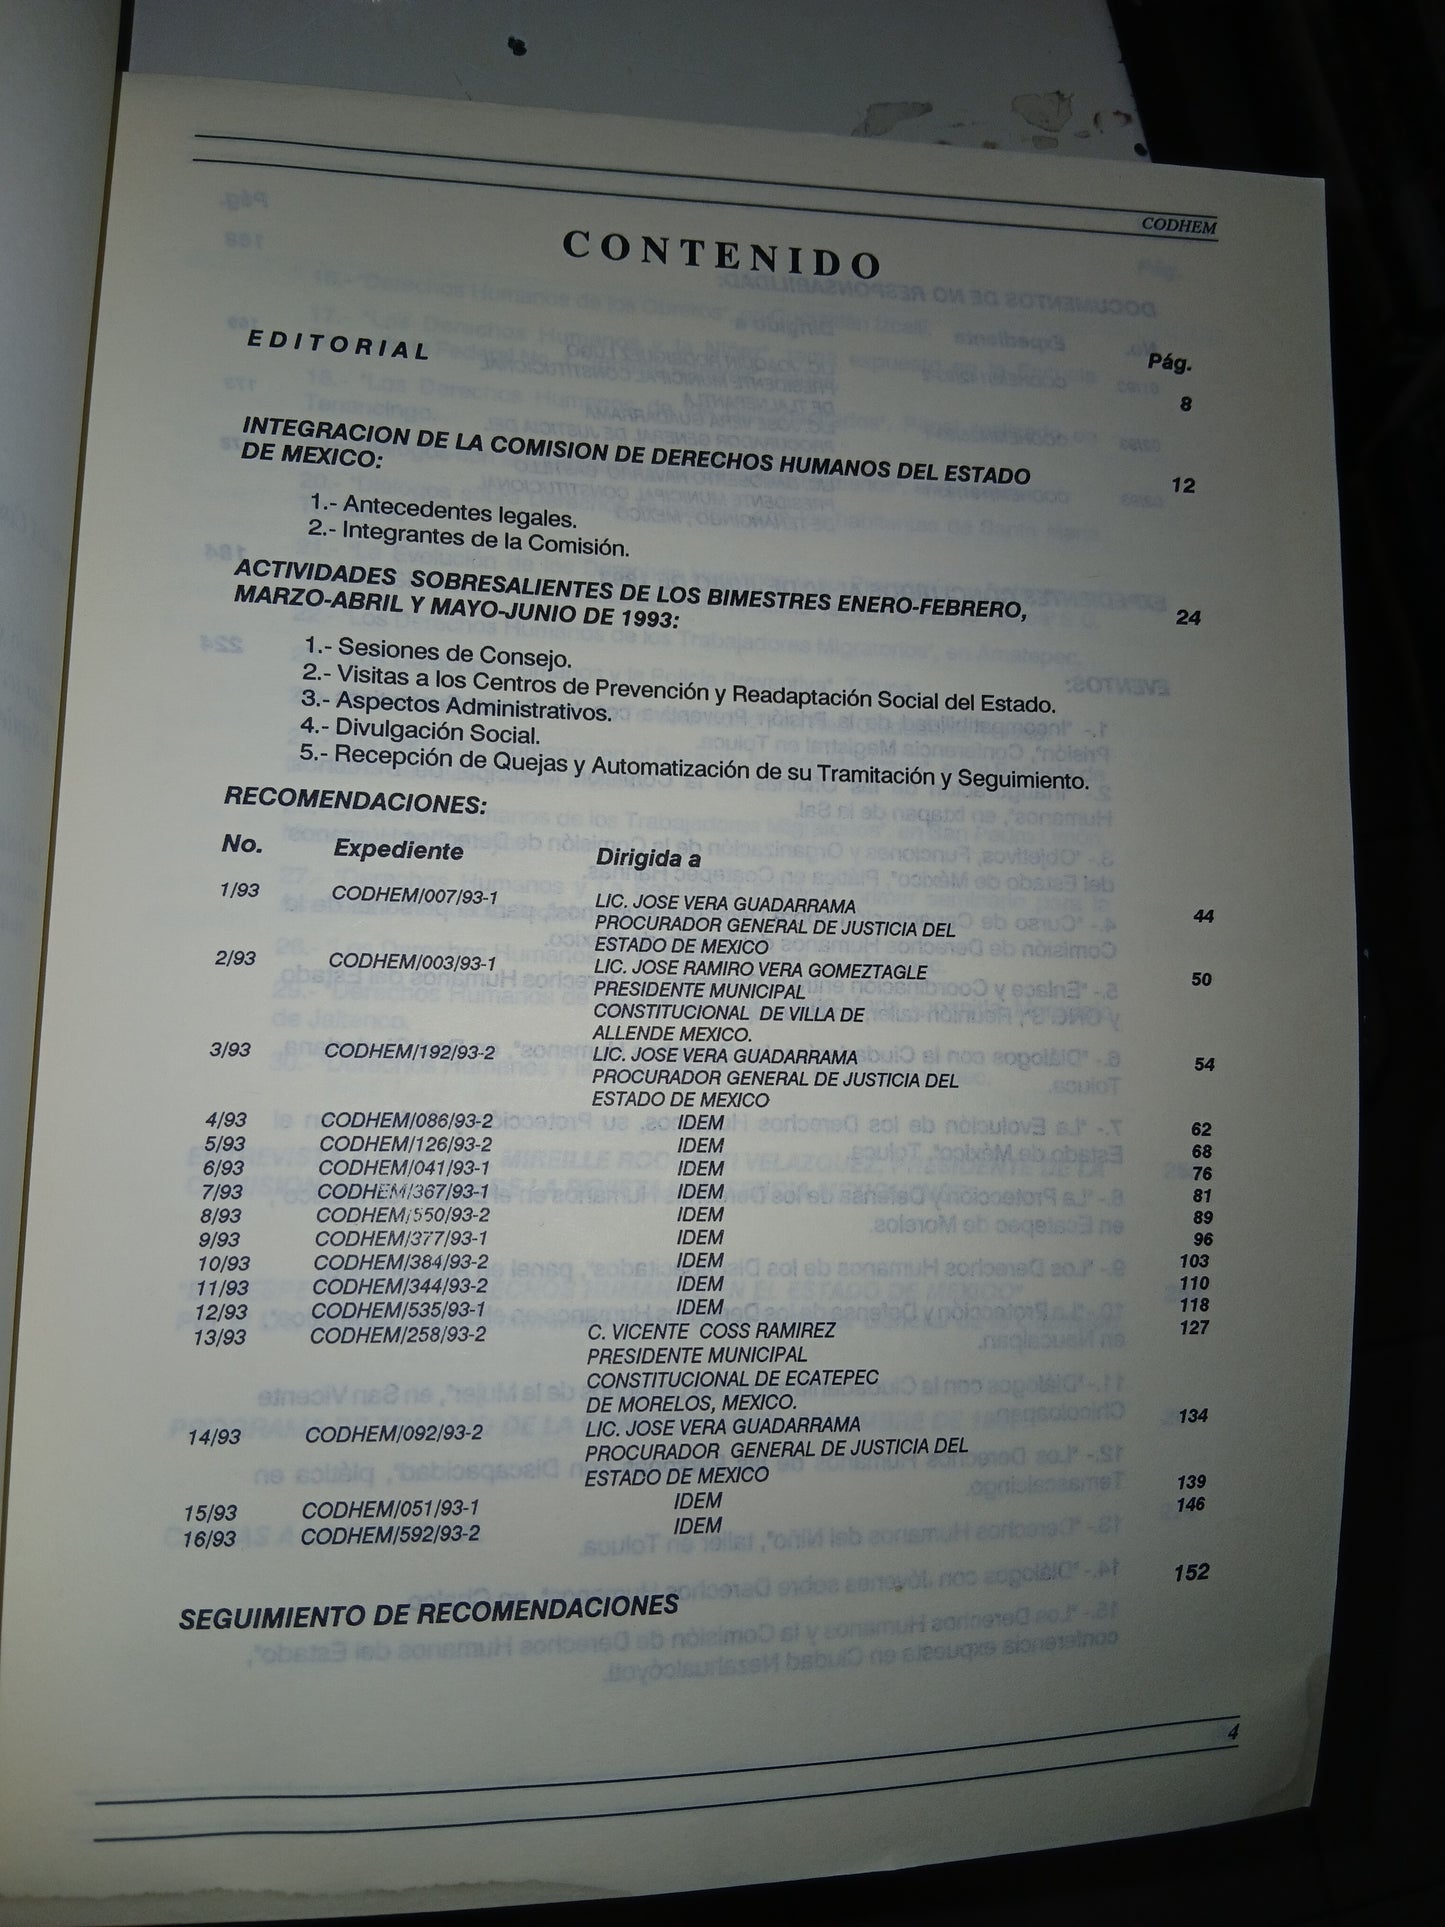 CODHEM
CONTENIDO
EDITORIAL
Pág.
8
INTEGRACION DE LA COMISION DE DERECHOS HUMANOS DEL ESTADO
DE MEXICO: 12
1.- Antecedentes legales.
2.- Integrantes de la Comisión.
ACTIVIDADES SOBRESALIENTES DE LOS BIMESTRES ENERO-FEBRERO,
MARZO-ABRIL Y MAYO-JUNIO DE 1993: 24
1.- Sesiones de Consejo.
2.- Visitas a los Centros de Prevención y Readaptación Social del Estado.
3.- Aspectos Administrativos.
4.- Divulgación Social.
5.- Recepción de Quejas y Automatización de su Tramitación y Seguimiento.
RECOMENDACIONES:
No. Expediente Dirigida a
1/93 CODHEM/007/93-1 LIC. JOSE VERA GUADARRAMA 44
PROCURADOR GENERAL DE JUSTICIA DEL
ESTADO DE MEXICO
2/93 CODHEM/003/93-1 LIC. JOSE RAMIRO VERA GOMEZTAGLE 50
PRESIDENTE MUNICIPAL
CONSTITUCIONAL DE VILLA DE
ALLENDE MEXICO.
3/93 CODHEM/192/93-2 LIC. JOSE VERA GUADARRAMA 54
PROCURADOR GENERAL DE JUSTICIA DEL
ESTADO DE MEXICO
4/93 CODHEM/086/93-2 IDEM 62
5/93 CODHEM/126/93-2 IDEM 68
6/93 CODHEM/041/93-1 IDEM 76
7/93 CODHEM/367/93-1 IDEM 81
8/93 CODHEM/550/93-2 IDEM 89
9/93 CODHEM/377/93-1 IDEM 96
10/93 CODHEM/384/93-2 IDEM 103
11/93 CODHEM/344/93-2 IDEM 110
12/93 CODHEM/535/93-1 IDEM 118
13/93 CODHEM/258/93-2 C. VICENTE COSS RAMIREZ 127
PRESIDENTE MUNICIPAL
CONSTITUCIONAL DE ECATEPEC
DE MORELOS, MEXICO.
14/93 CODHEM/092/93-2 LIC. JOSE VERA GUADARRAMA 134
PROCURADOR GENERAL DE JUSTICIA DEL
ESTADO DE MEXICO
15/93 CODHEM/051/93-1 IDEM 139
16/93 CODHEM/592/93-2 IDEM 146
SEGUIMIENTO DE RECOMENDACIONES 152
4